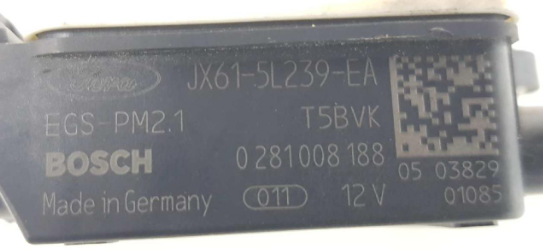 Ford JX61-5L239-EA
EGS-PM2.1 T5BVK
BOSCH 0 281 008 188
05 03829
Made in Germany 011 12 V 01085